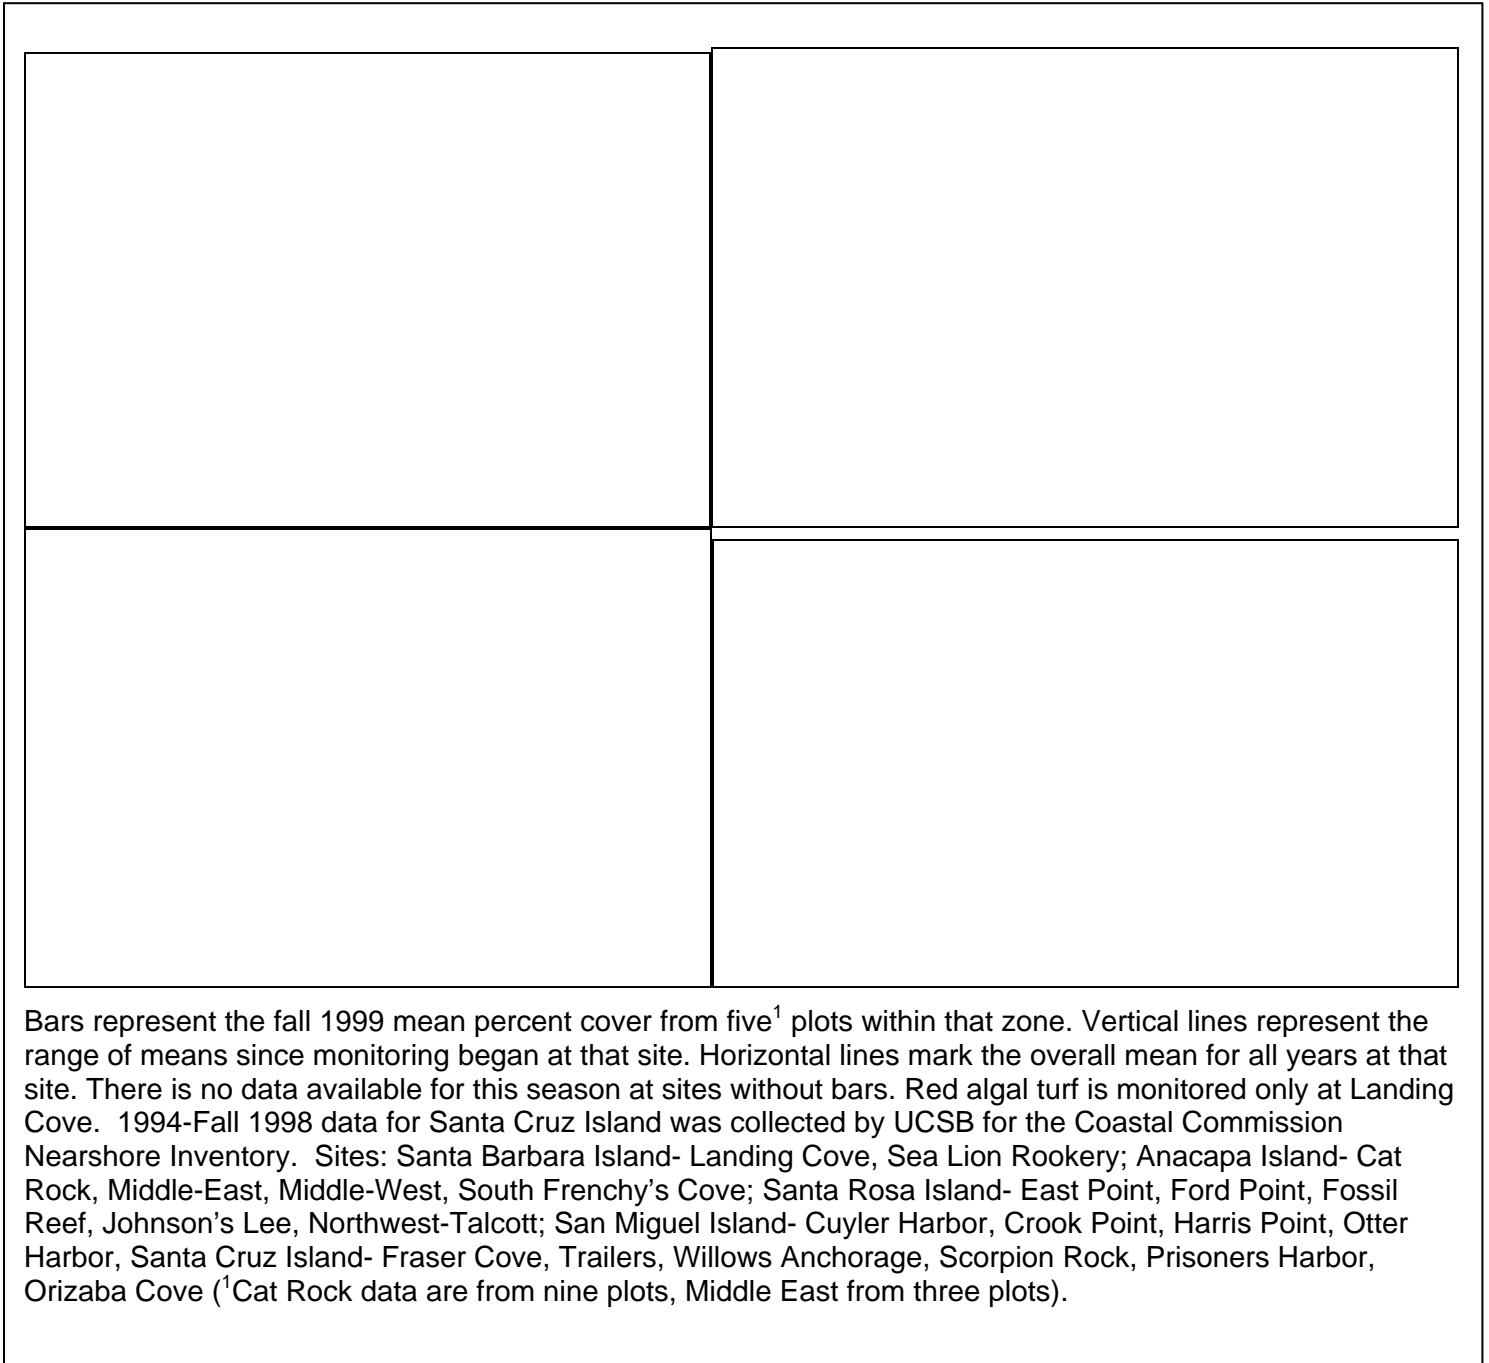 Bars represent the fall 1999 mean percent cover from five¹ plots within that zone. Vertical lines represent the
range of means since monitoring began at that site. Horizontal lines mark the overall mean for all years at that
site. There is no data available for this season at sites without bars. Red algal turf is monitored only at Landing
Cove.  1994-Fall 1998 data for Santa Cruz Island was collected by UCSB for the Coastal Commission
Nearshore Inventory.  Sites: Santa Barbara Island- Landing Cove, Sea Lion Rookery; Anacapa Island- Cat
Rock, Middle-East, Middle-West, South Frenchy’s Cove; Santa Rosa Island- East Point, Ford Point, Fossil
Reef, Johnson’s Lee, Northwest-Talcott; San Miguel Island- Cuyler Harbor, Crook Point, Harris Point, Otter
Harbor, Santa Cruz Island- Fraser Cove, Trailers, Willows Anchorage, Scorpion Rock, Prisoners Harbor,
Orizaba Cove (¹Cat Rock data are from nine plots, Middle East from three plots).